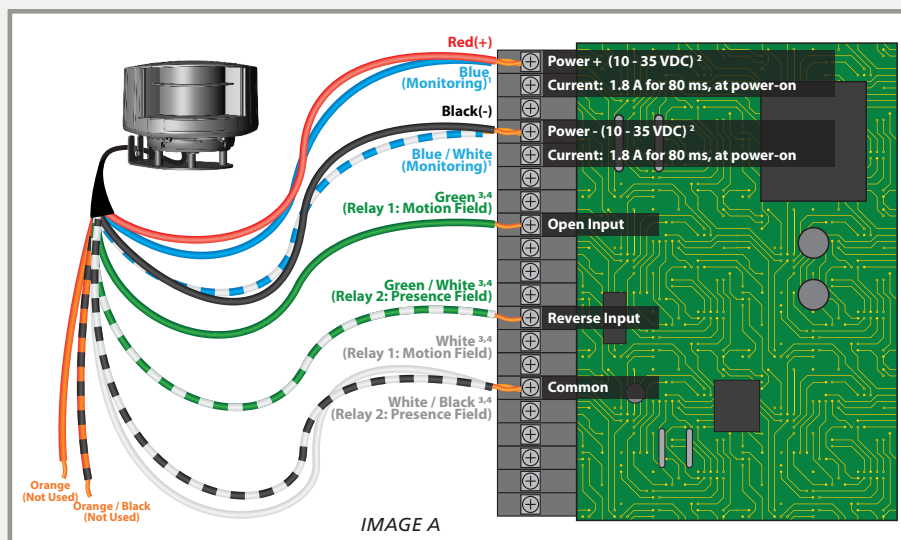 Red(+)
Blue
(Monitoring)¹
Black(-)
Blue / White
(Monitoring)¹
Green ³,⁴
(Relay 1: Motion Field)
Green / White ³,⁴
(Relay 2: Presence Field)
White ³,⁴
(Relay 1: Motion Field)
White / Black ³,⁴
(Relay 2: Presence Field)
Power + (10 - 35 VDC) ²
Current: 1.8 A for 80 ms, at power-on
Power - (10 - 35 VDC) ²
Current: 1.8 A for 80 ms, at power-on
Open Input
Reverse Input
Common
Orange
(Not Used)
Orange / Black
(Not Used)
IMAGE A